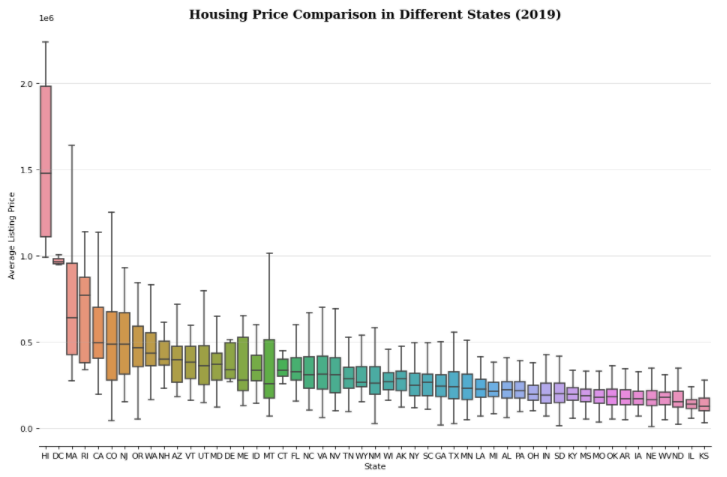 Housing Price Comparison in Different States (2019)
1e6
2.0
1.5
1.0
0.5
0.0
Average Listing Price
HI DC MA RI CA CO NJ OR WA NH AZ VT UT MD DE ME ID MT CT FL NC VA NV TN WY NM WI AK NY SC GA TX MN LA MI AL PA OH IN SD KY MS MO OK AR IA NE WV ND IL KS
State